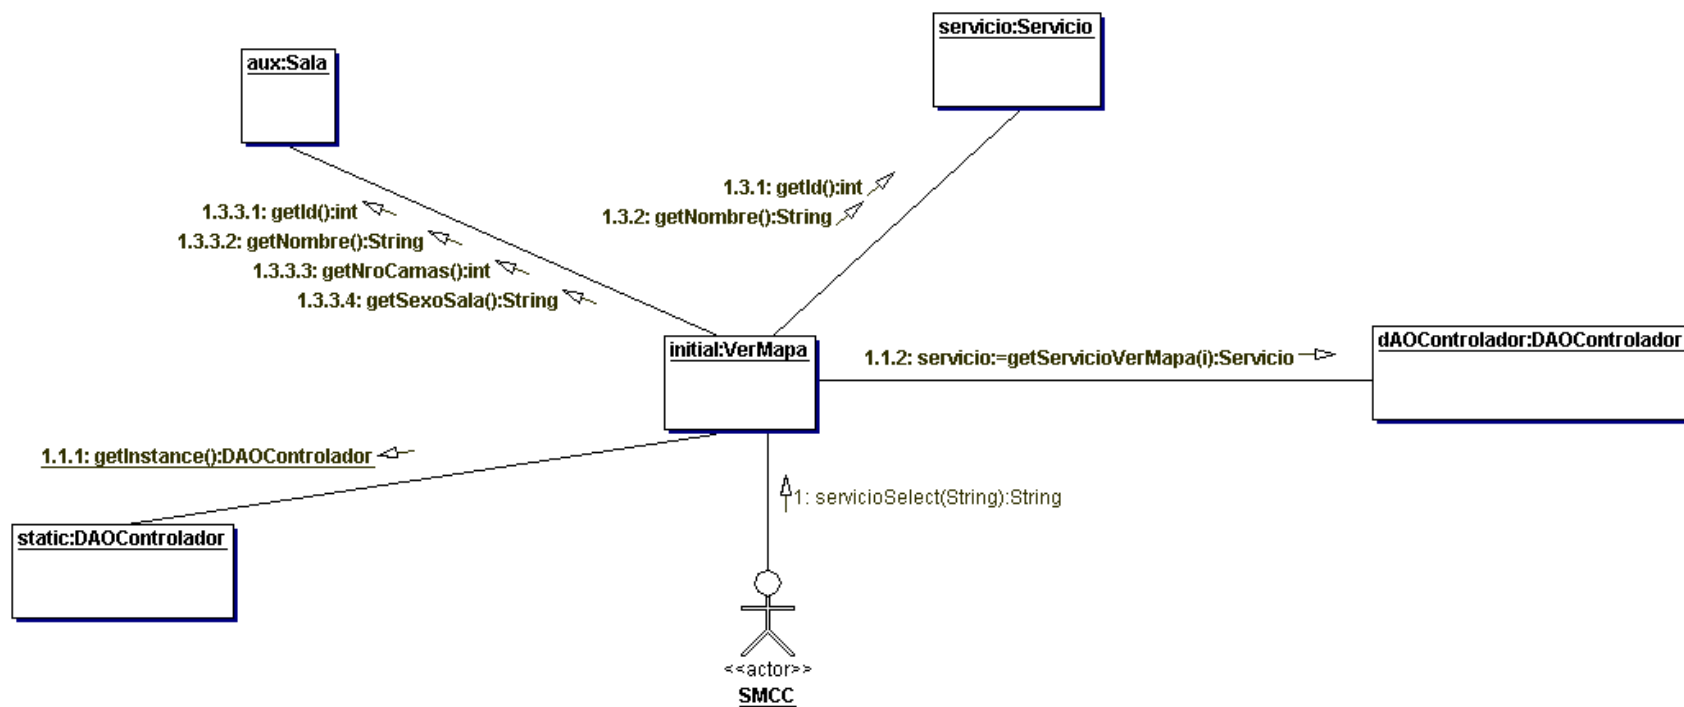 servicio:Servicio
aux:Sala
1.3.1: getId():int
1.3.2: getNombre():String
1.3.3.1: getId():int
1.3.3.2: getNombre():String
1.3.3.3: getNroCamas():int
1.3.3.4: getSexoSala():String
initial:VerMapa
1.1.2: servicio:=getServicioVerMapa(i):Servicio
dAOControlador:DAOControlador
1.1.1: getInstance():DAOControlador
1: servicioSelect(String):String
static:DAOControlador
<<actor>>
SMCC